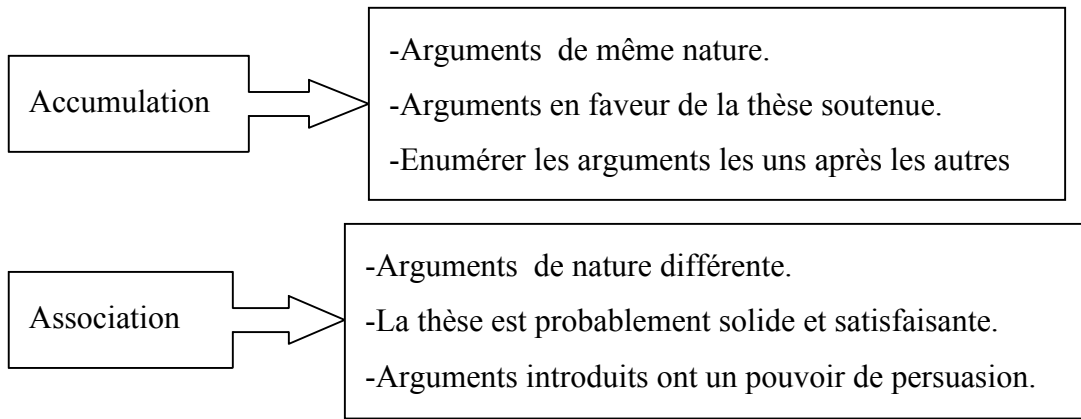 Accumulation
-Arguments de même nature.
-Arguments en faveur de la thèse soutenue.
-Enumérer les arguments les uns après les autres
Association
-Arguments de nature différente.
-La thèse est probablement solide et satisfaisante.
-Arguments introduits ont un pouvoir de persuasion.